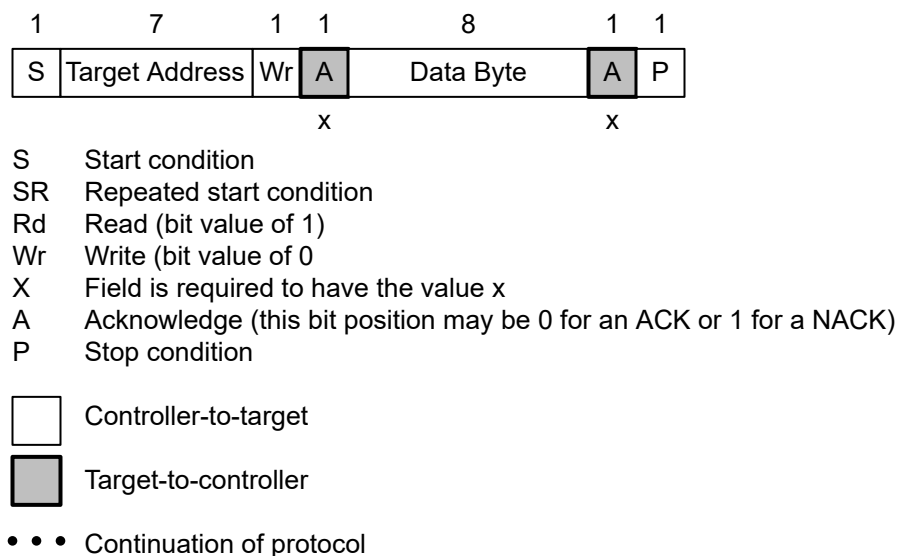 1 7 1 1 8 1 1
S Target Address Wr A Data Byte A P
x x
S Start condition
SR Repeated start condition
Rd Read (bit value of 1)
Wr Write (bit value of 0
X Field is required to have the value x
A Acknowledge (this bit position may be 0 for an ACK or 1 for a NACK)
P Stop condition
Controller-to-target
Target-to-controller
• • • Continuation of protocol